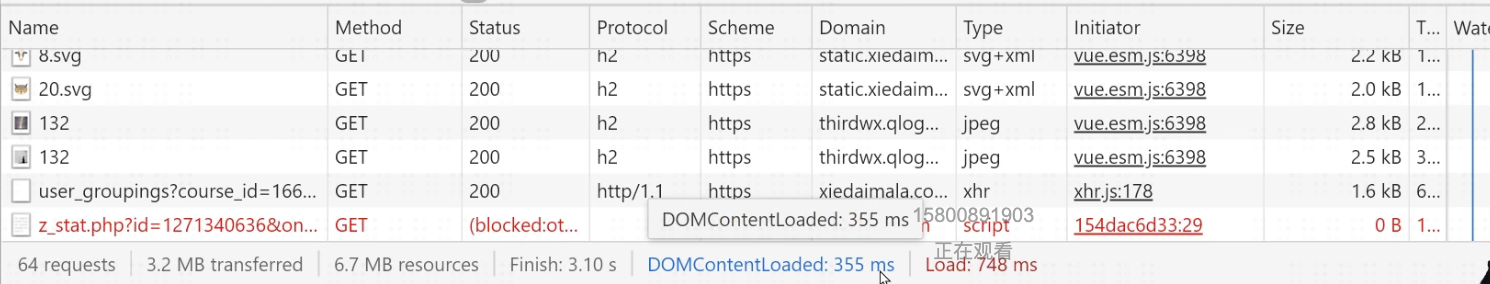 Name Method Status Protocol Scheme Domain Type Initiator Size T... Wate
8.svg GET 200 h2 https static.xiedaim... svg+xml vue.esm.js:6398 2.2 kB 1...
20.svg GET 200 h2 https static.xiedaim... svg+xml vue.esm.js:6398 2.0 kB 1...
132 GET 200 h2 https thirdwx.qlog... jpeg vue.esm.js:6398 2.8 kB 2...
132 GET 200 h2 https thirdwx.qlog... jpeg vue.esm.js:6398 2.5 kB 3...
user_groupings?course_id=166... GET 200 http/1.1 https xiedaimala.co... xhr xhr.js:178 1.6 kB 6...
z_stat.php?id=1271340636&on... GET (blocked:ot... script 154dac6d33:29 0 B 1...
DOMContentLoaded: 355 ms
15800891903
正在观看
64 requests 3.2 MB transferred 6.7 MB resources Finish: 3.10 s DOMContentLoaded: 355 ms Load: 748 ms